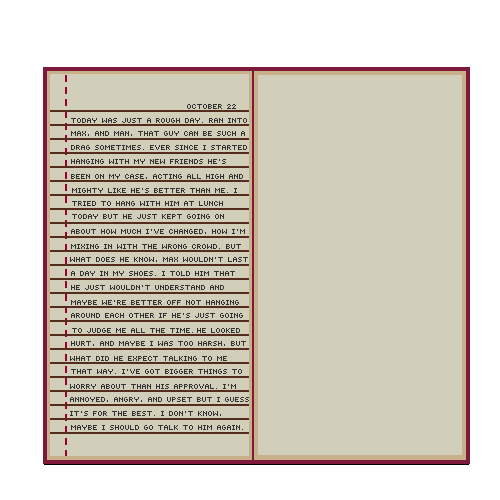 OCTOBER 22
TODAY WAS JUST A ROUGH DAY. RAN INTO
MAX, AND MAN, THAT GUY CAN BE SUCH A
DRAG SOMETIMES. EVER SINCE I STARTED
HANGING WITH MY NEW FRIENDS HE'S
BEEN ON MY CASE, ACTING ALL HIGH AND
MIGHTY LIKE HE'S BETTER THAN ME. I
TRIED TO HANG WITH HIM AT LUNCH
TODAY BUT HE JUST KEPT GOING ON
ABOUT HOW MUCH I'VE CHANGED, HOW I'M
MIXING IN WITH THE WRONG CROWD. BUT
WHAT DOES HE KNOW, MAX WOULDN'T LAST
A DAY IN MY SHOES. I TOLD HIM THAT
HE JUST WOULDN'T UNDERSTAND AND
MAYBE WE'RE BETTER OFF NOT HANGING
AROUND EACH OTHER IF HE'S JUST GOING
TO JUDGE ME ALL THE TIME. HE LOOKED
HURT, AND MAYBE I WAS TOO HARSH, BUT
WHAT DID HE EXPECT TALKING TO ME
THAT WAY. I'VE GOT BIGGER THINGS TO
WORRY ABOUT THAN HIS APPROVAL. I'M
ANNOYED, ANGRY, AND UPSET BUT I GUESS
IT'S FOR THE BEST. I DON'T KNOW,
MAYBE I SHOULD GO TALK TO HIM AGAIN.